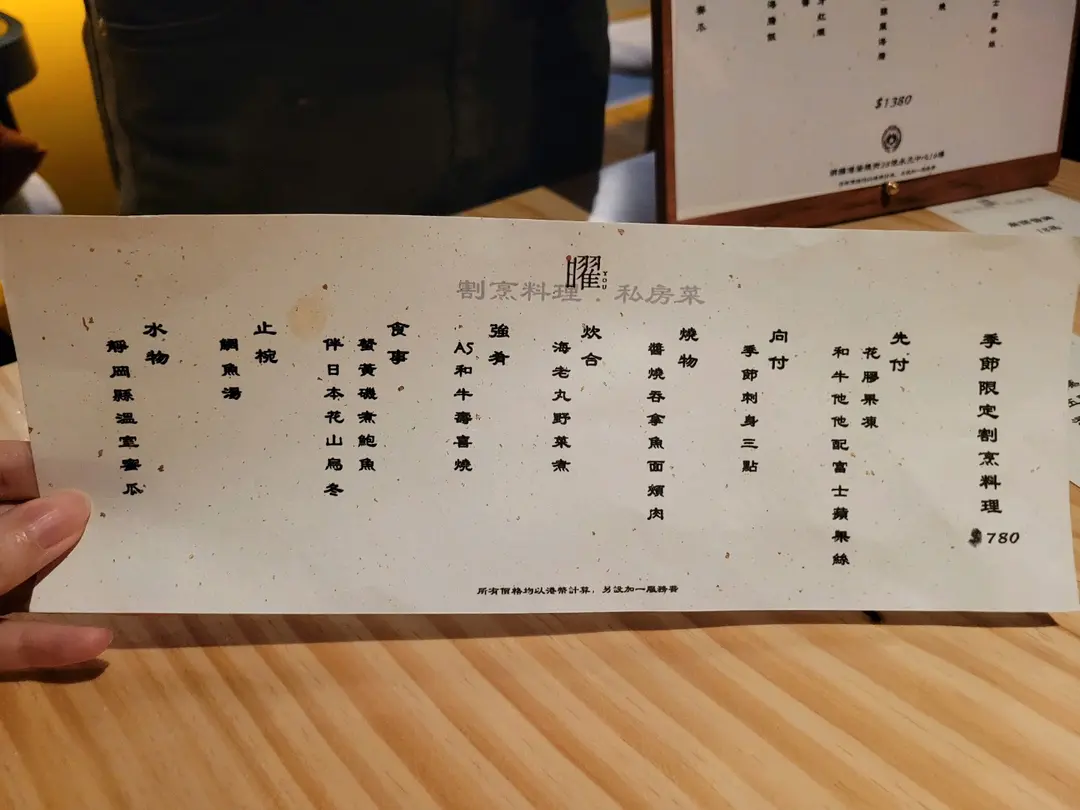 曜
YOU
割烹料理．私房菜
季節限定割烹料理
$780
先付
花膠果凍
和牛他他配富士蘋果絲
向付
季節刺身三點
燒物
醬燒吞拿魚面頰肉
炊合
海老丸野菜煮
強肴
A5和牛壽喜燒
食事
蟹黃磯煮鮑魚
伴日本花山烏冬
止椀
鯛魚湯
水物
靜岡縣溫室蜜瓜
所有價格均以港幣計算，另設加一服務費
$1380